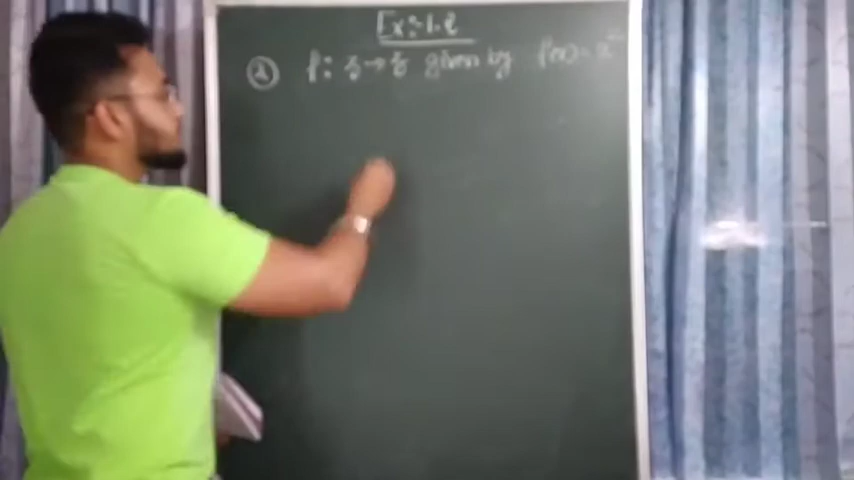 Ex:-1.2
② f: z→z given by f(x)=x²